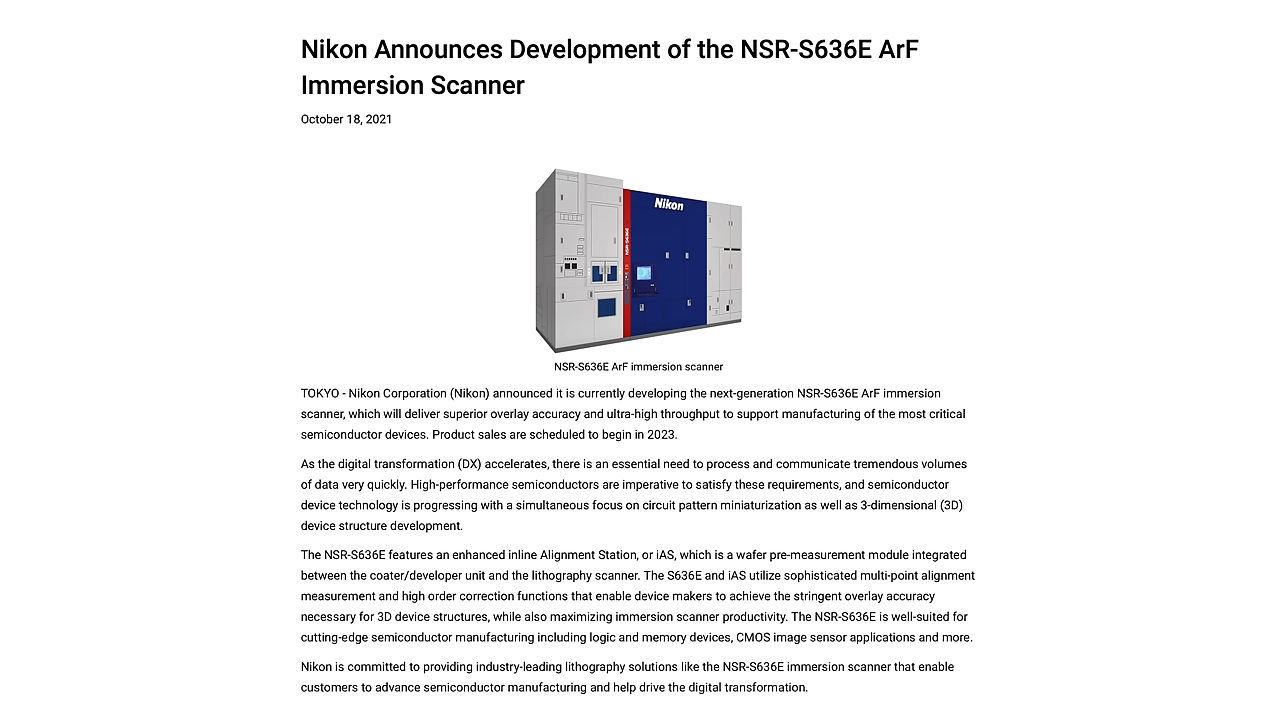 Nikon Announces Development of the NSR-S636E ArF
Immersion Scanner
October 18, 2021
Nikon
NSR-S636E
NSR-S636E ArF immersion scanner
TOKYO - Nikon Corporation (Nikon) announced it is currently developing the next-generation NSR-S636E ArF immersion
scanner, which will deliver superior overlay accuracy and ultra-high throughput to support manufacturing of the most critical
semiconductor devices. Product sales are scheduled to begin in 2023.
As the digital transformation (DX) accelerates, there is an essential need to process and communicate tremendous volumes
of data very quickly. High-performance semiconductors are imperative to satisfy these requirements, and semiconductor
device technology is progressing with a simultaneous focus on circuit pattern miniaturization as well as 3-dimensional (3D)
device structure development.
The NSR-S636E features an enhanced inline Alignment Station, or iAS, which is a wafer pre-measurement module integrated
between the coater/developer unit and the lithography scanner. The S636E and iAS utilize sophisticated multi-point alignment
measurement and high order correction functions that enable device makers to achieve the stringent overlay accuracy
necessary for 3D device structures, while also maximizing immersion scanner productivity. The NSR-S636E is well-suited for
cutting-edge semiconductor manufacturing including logic and memory devices, CMOS image sensor applications and more.
Nikon is committed to providing industry-leading lithography solutions like the NSR-S636E immersion scanner that enable
customers to advance semiconductor manufacturing and help drive the digital transformation.